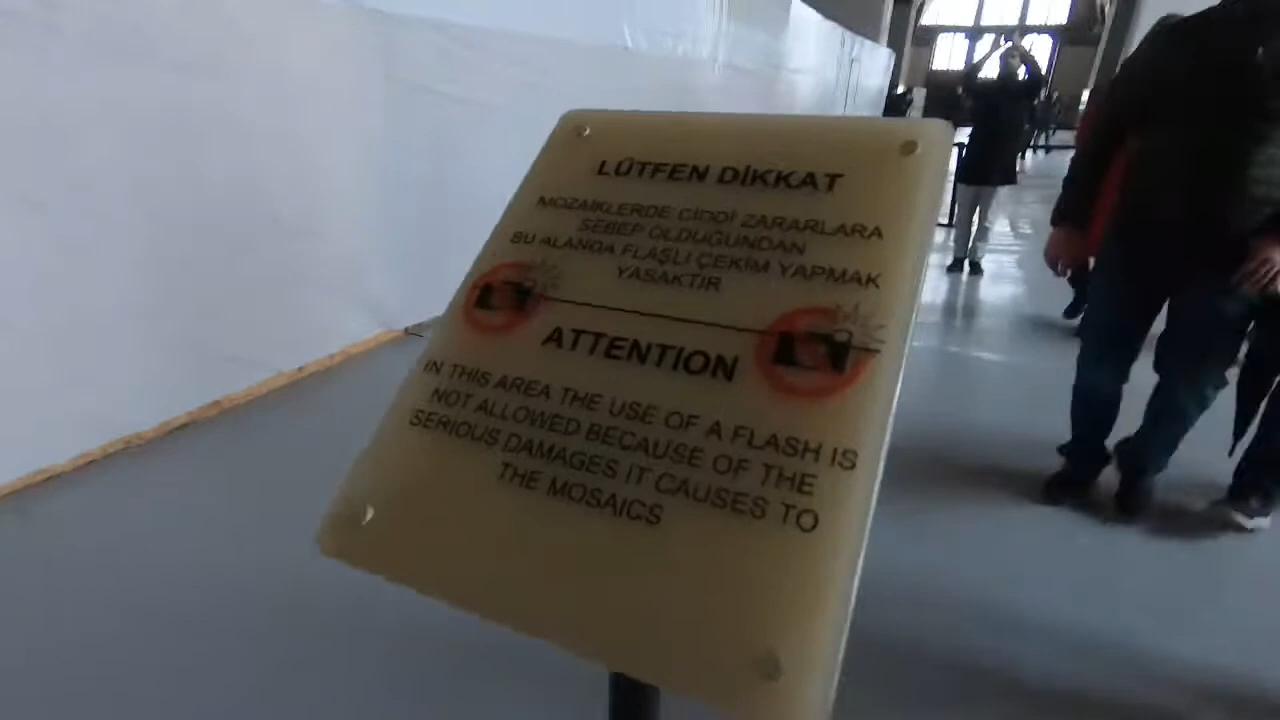 LÜTFEN DİKKAT
MOZAİKLERDE CİDDİ ZARARLARA
SEBEP OLDUĞUNDAN
BU ALANDA FLAŞLI ÇEKİM YAPMAK
YASAKTIR
ATTENTION
IN THIS AREA THE USE OF A FLASH IS
NOT ALLOWED BECAUSE OF THE
SERIOUS DAMAGES IT CAUSES TO
THE MOSAICS